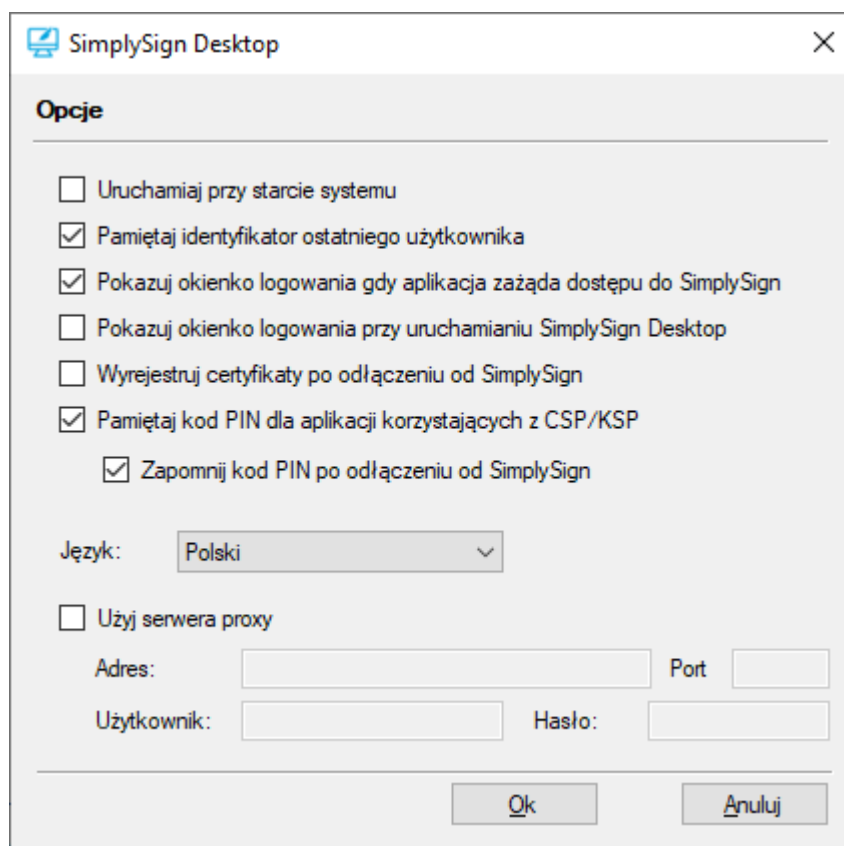 SimplySign Desktop
Opcje
Uruchamiaj przy starcie systemu
Pamiętaj identyfikator ostatniego użytkownika
Pokazuj okienko logowania gdy aplikacja zażąda dostępu do SimplySign
Pokazuj okienko logowania przy uruchamianiu SimplySign Desktop
Wyrejestruj certyfikaty po odłączeniu od SimplySign
Pamiętaj kod PIN dla aplikacji korzystających z CSP/KSP
Zapomnij kod PIN po odłączeniu od SimplySign
Język: Polski
Użyj serwera proxy
Adres: Port
Użytkownik: Hasło:
Ok Anuluj